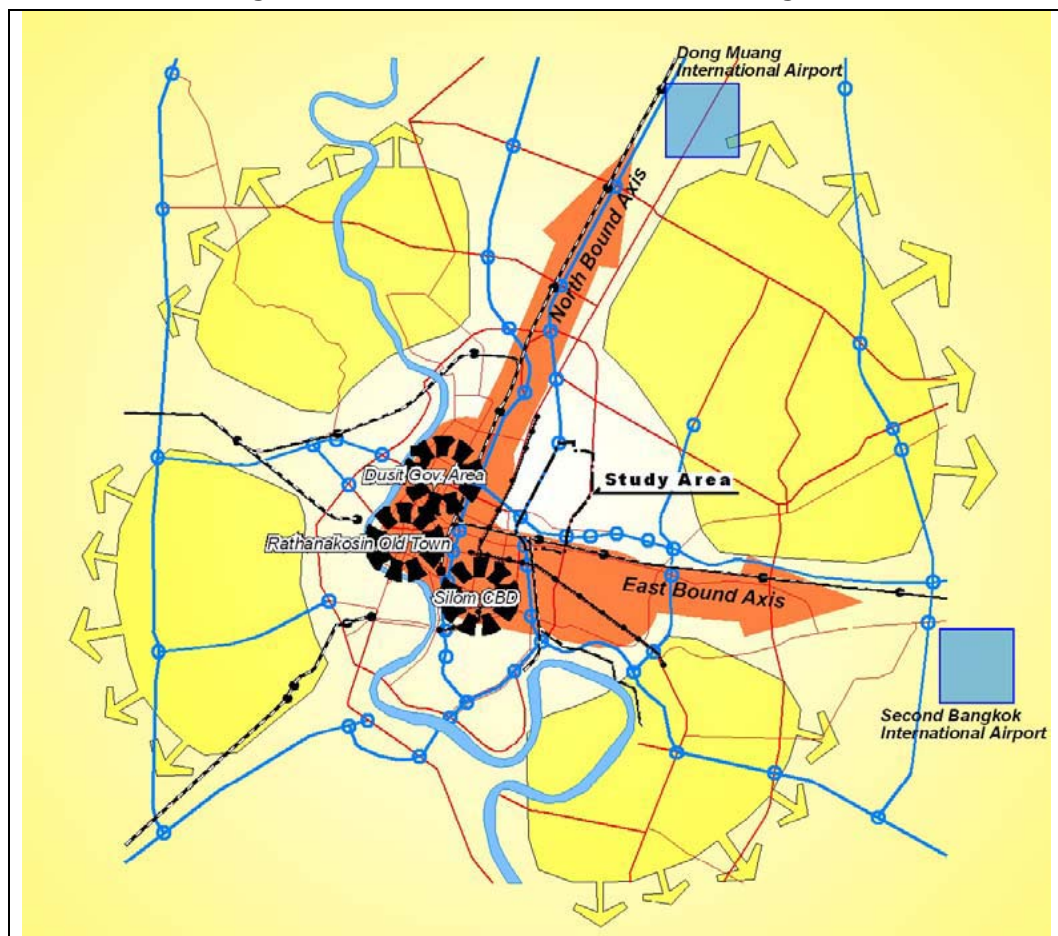 Dong Muang
International Airport
North Bound Axis
Study Area
Dusit Gov. Area
Rathanakosin Old Town
Silom CBD
East Bound Axis
Second Bangkok
International Airport